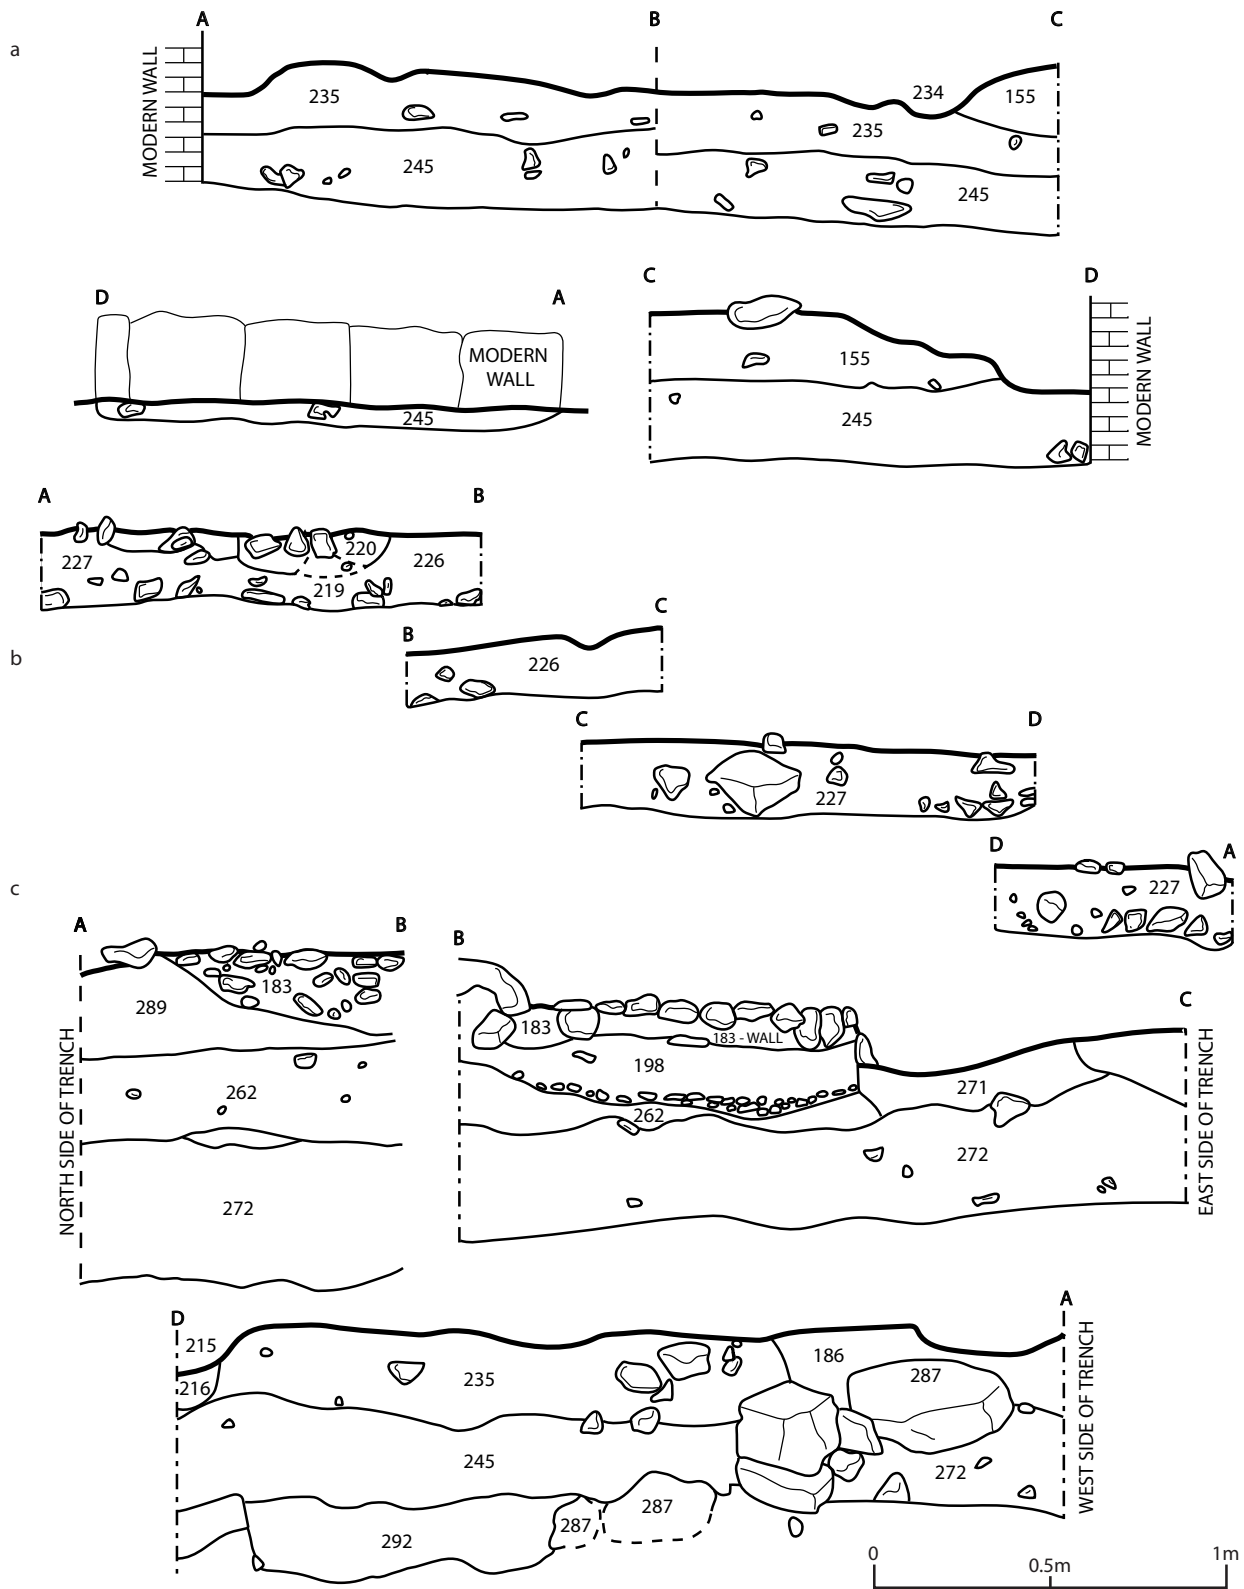 a
A
B
C
MODERN WALL
235
245
235
234
155
245
D
A
MODERN
WALL
245
C
D
155
245
MODERN WALL
A
B
227
220
219
226
b
B
C
226
C
D
227
D
A
227
c
A
B
NORTH SIDE OF TRENCH
183
289
262
272
B
C
183
183 - WALL
198
262
271
272
EAST SIDE OF TRENCH
D
A
215
216
235
186
287
245
272
287
287
292
WEST SIDE OF TRENCH
0
0.5m
1m